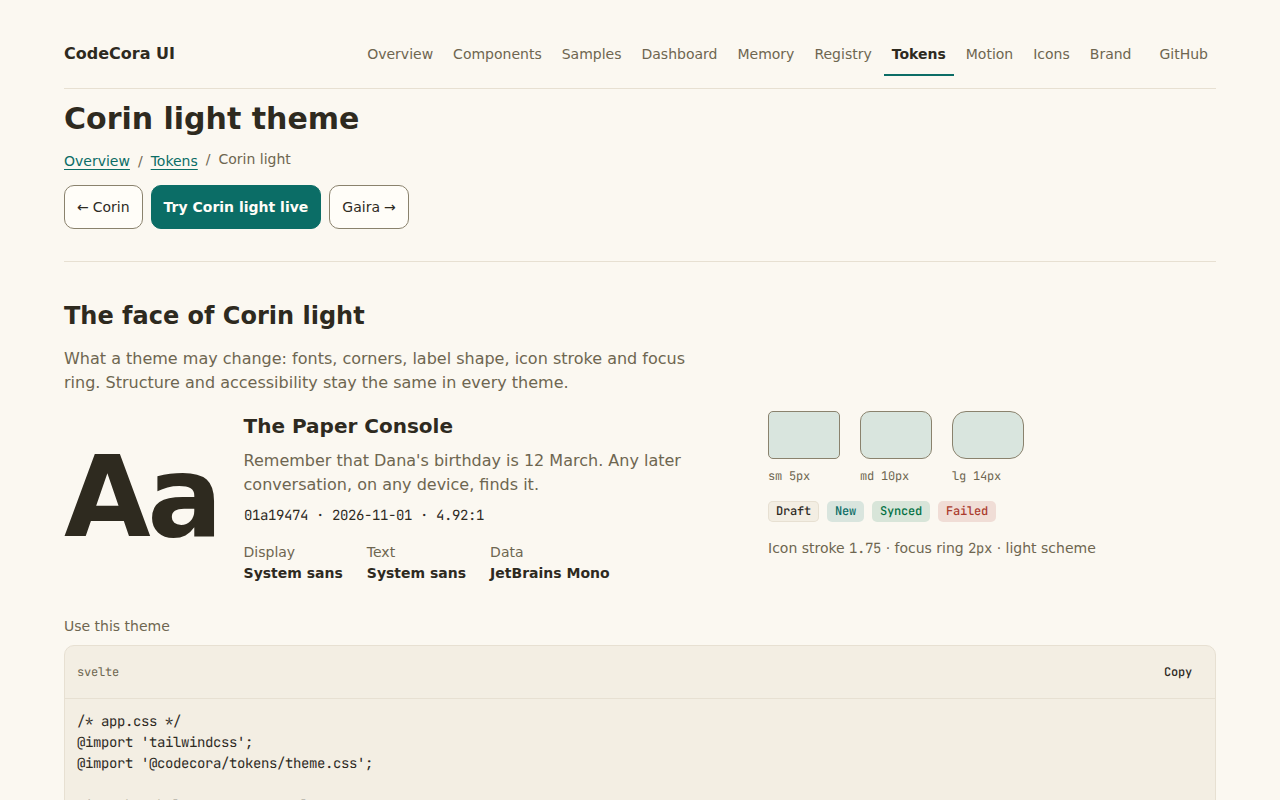 CodeCora UI
Overview Components Samples Dashboard Memory Registry Tokens Motion Icons Brand GitHub
Corin light theme
Overview / Tokens / Corin light
← Corin
Try Corin light live
Gaira →
The face of Corin light
What a theme may change: fonts, corners, label shape, icon stroke and focus
ring. Structure and accessibility stay the same in every theme.
Aa
The Paper Console
Remember that Dana's birthday is 12 March. Any later
conversation, on any device, finds it.
01a19474 · 2026-11-01 · 4.92:1
Display Text Data
System sans System sans JetBrains Mono
sm 5px md 10px lg 14px
Draft New Synced Failed
Icon stroke 1.75 · focus ring 2px · light scheme
Use this theme
svelte
Copy
/* app.css */
@import 'tailwindcss';
@import '@codecora/tokens/theme.css';